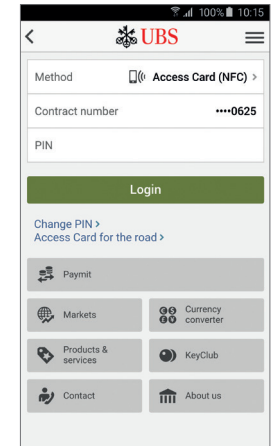 100% 10:15
UBS
Method Access Card (NFC) >
Contract number ••••0625
PIN
Login
Change PIN >
Access Card for the road >
Paymit
Markets
Currency
converter
Products &
services
KeyClub
Contact
About us